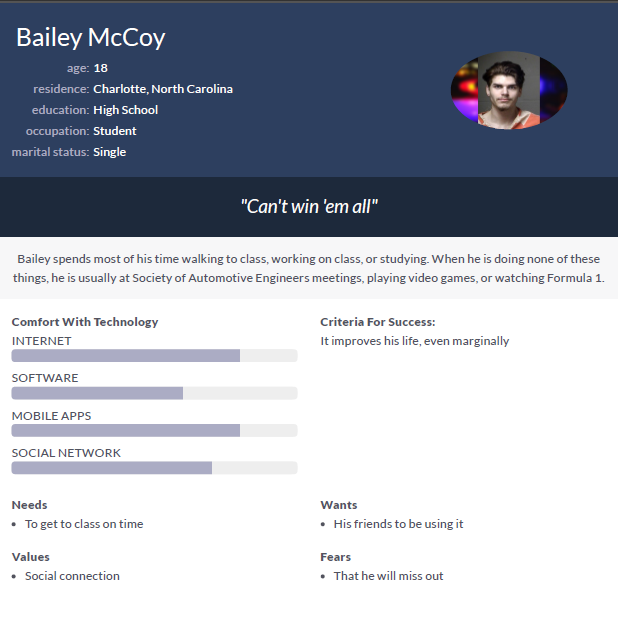 Bailey McCoy
age: 18
residence: Charlotte, North Carolina
education: High School
occupation: Student
marital status: Single
"Can't win 'em all"
Bailey spends most of his time walking to class, working on class, or studying. When he is doing none of these
things, he is usually at Society of Automotive Engineers meetings, playing video games, or watching Formula 1.
Comfort With Technology
INTERNET
SOFTWARE
MOBILE APPS
SOCIAL NETWORK
Criteria For Success:
It improves his life, even marginally
Needs
• To get to class on time
Wants
• His friends to be using it
Values
• Social connection
Fears
• That he will miss out